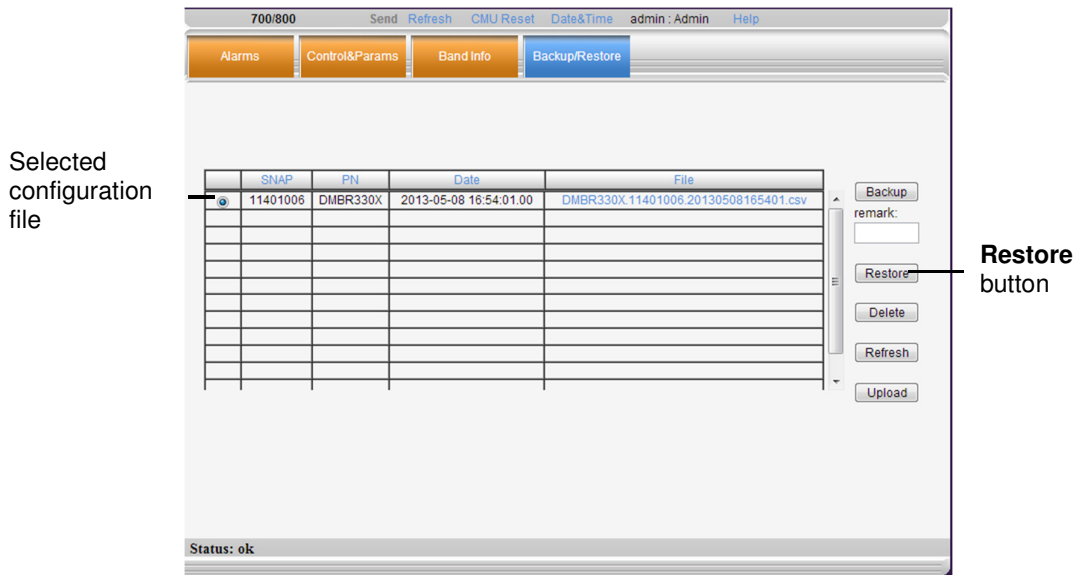 700/800 Send Refresh CMU Reset Date&Time admin : Admin Help
Alarms Control&Params Band Info Backup/Restore
Selected
configuration
file
SNAP PN Date File
11401006 DMBR330X 2013-05-08 16:54:01.00 DMBR330X.11401006.20130508165401.csv
Backup
remark:
Restore
Delete
Refresh
Upload
Restore
button
Status: ok